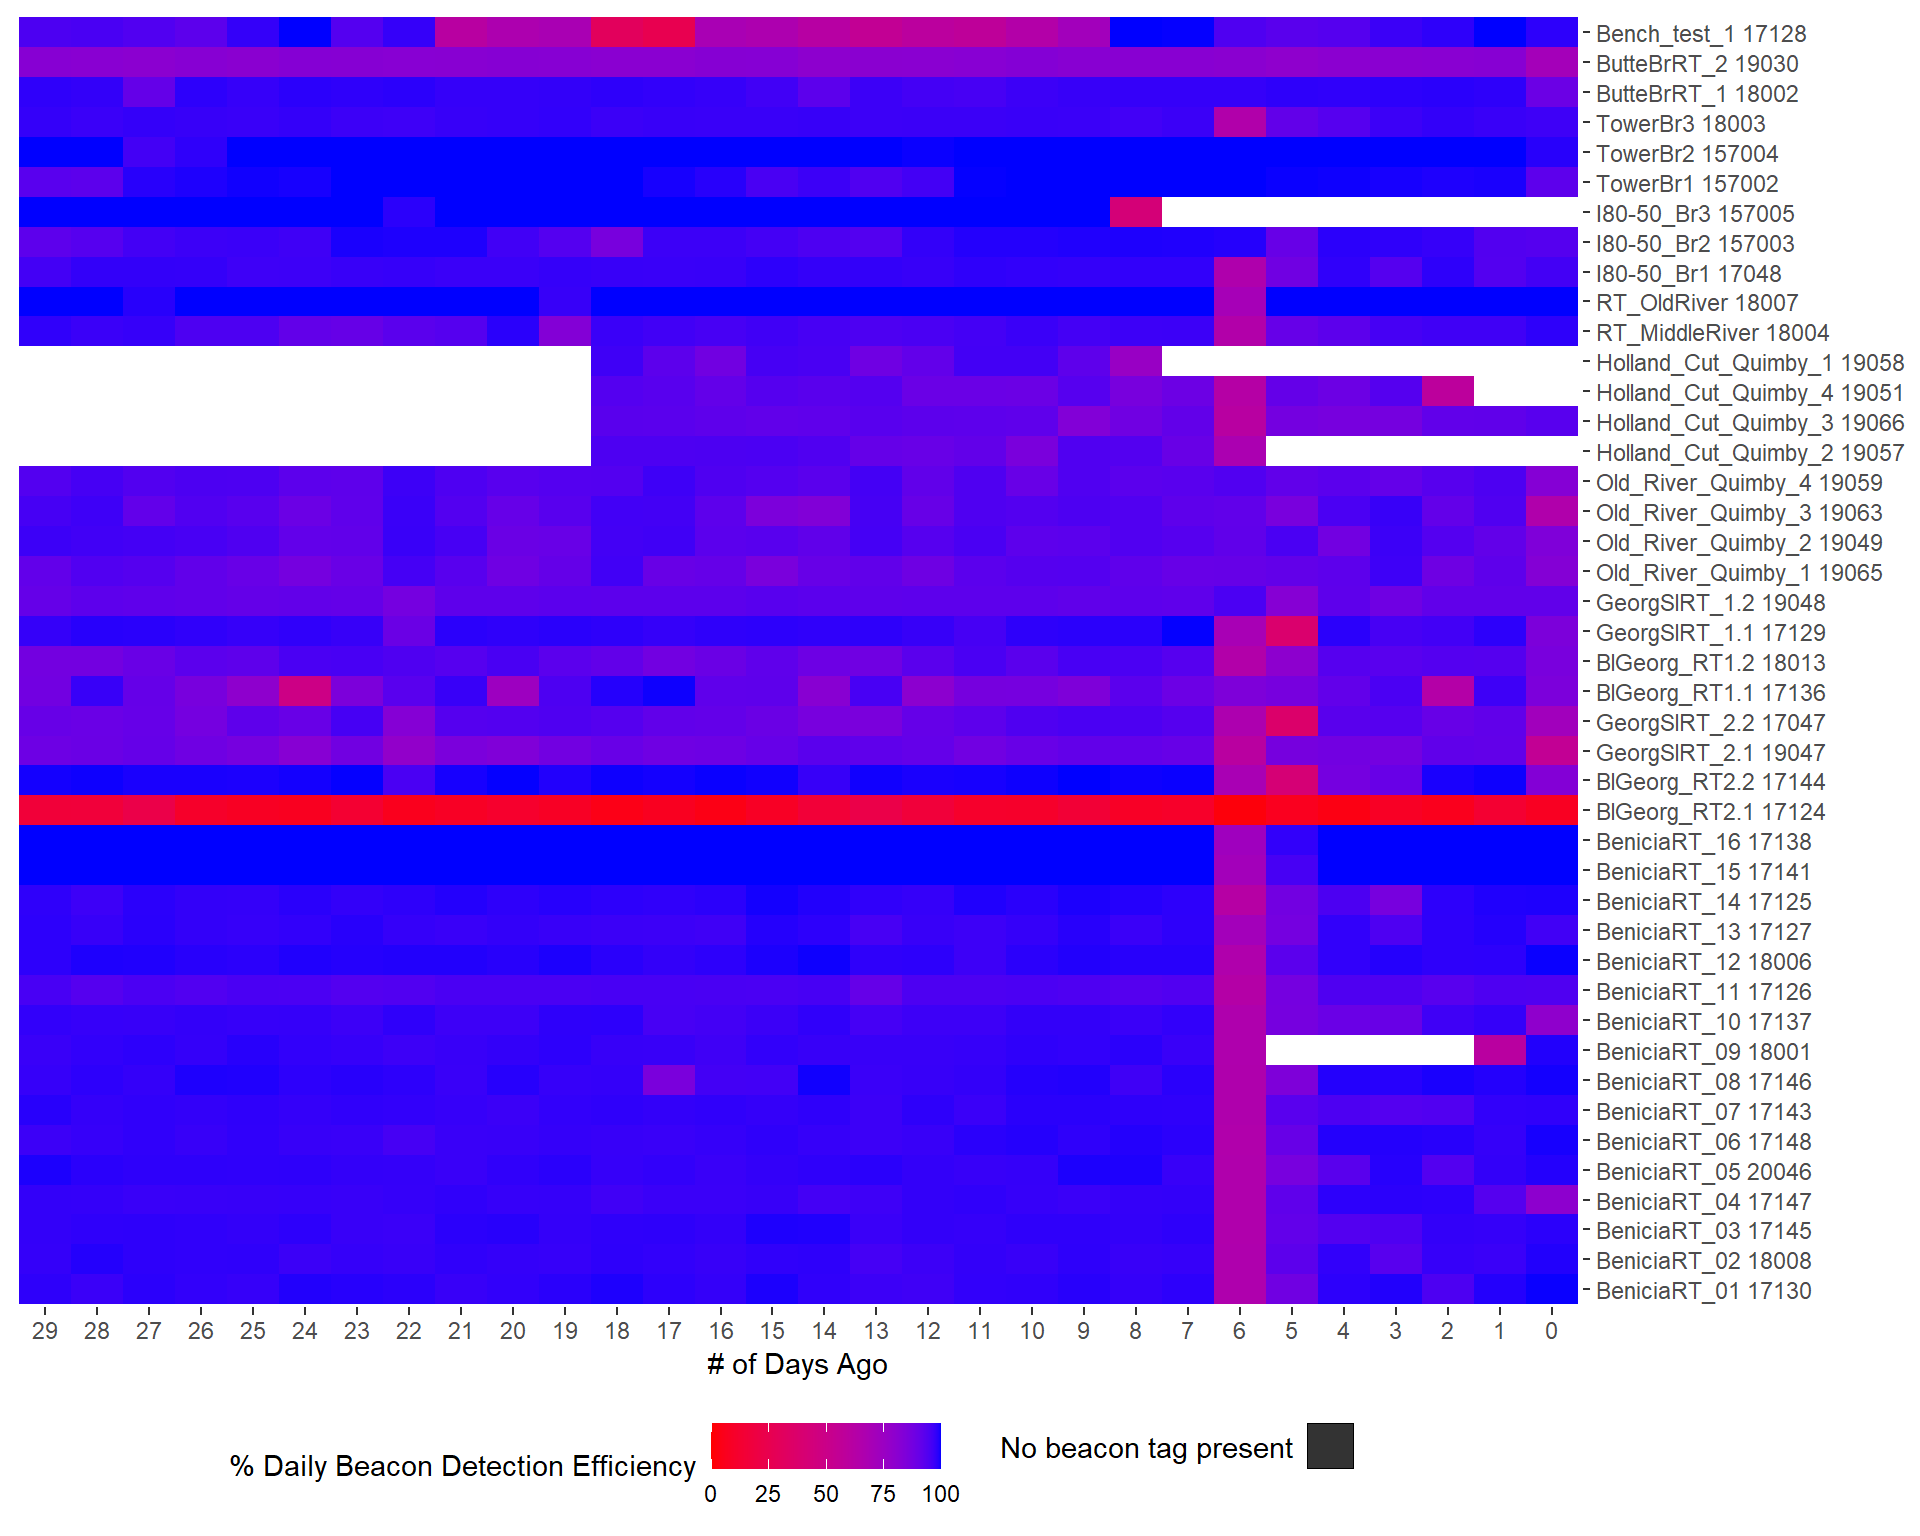 Bench_test_1 17128
ButteBrRT_2 19030
ButteBrRT_1 18002
TowerBr3 18003
TowerBr2 157004
TowerBr1 157002
I80-50_Br3 157005
I80-50_Br2 157003
I80-50_Br1 17048
RT_OldRiver 18007
RT_MiddleRiver 18004
Holland_Cut_Quimby_1 19058
Holland_Cut_Quimby_4 19051
Holland_Cut_Quimby_3 19066
Holland_Cut_Quimby_2 19057
Old_River_Quimby_4 19059
Old_River_Quimby_3 19063
Old_River_Quimby_2 19049
Old_River_Quimby_1 19065
GeorgSlRT_1.2 19048
GeorgSlRT_1.1 17129
BlGeorg_RT1.2 18013
BlGeorg_RT1.1 17136
GeorgSlRT_2.2 17047
GeorgSlRT_2.1 19047
BlGeorg_RT2.2 17144
BlGeorg_RT2.1 17124
BeniciaRT_16 17138
BeniciaRT_15 17141
BeniciaRT_14 17125
BeniciaRT_13 17127
BeniciaRT_12 18006
BeniciaRT_11 17126
BeniciaRT_10 17137
BeniciaRT_09 18001
BeniciaRT_08 17146
BeniciaRT_07 17143
BeniciaRT_06 17148
BeniciaRT_05 20046
BeniciaRT_04 17147
BeniciaRT_03 17145
BeniciaRT_02 18008
BeniciaRT_01 17130
29 28 27 26 25 24 23 22 21 20 19 18 17 16 15 14 13 12 11 10 9 8 7 6 5 4 3 2 1 0
# of Days Ago
% Daily Beacon Detection Efficiency
0 25 50 75 100
No beacon tag present